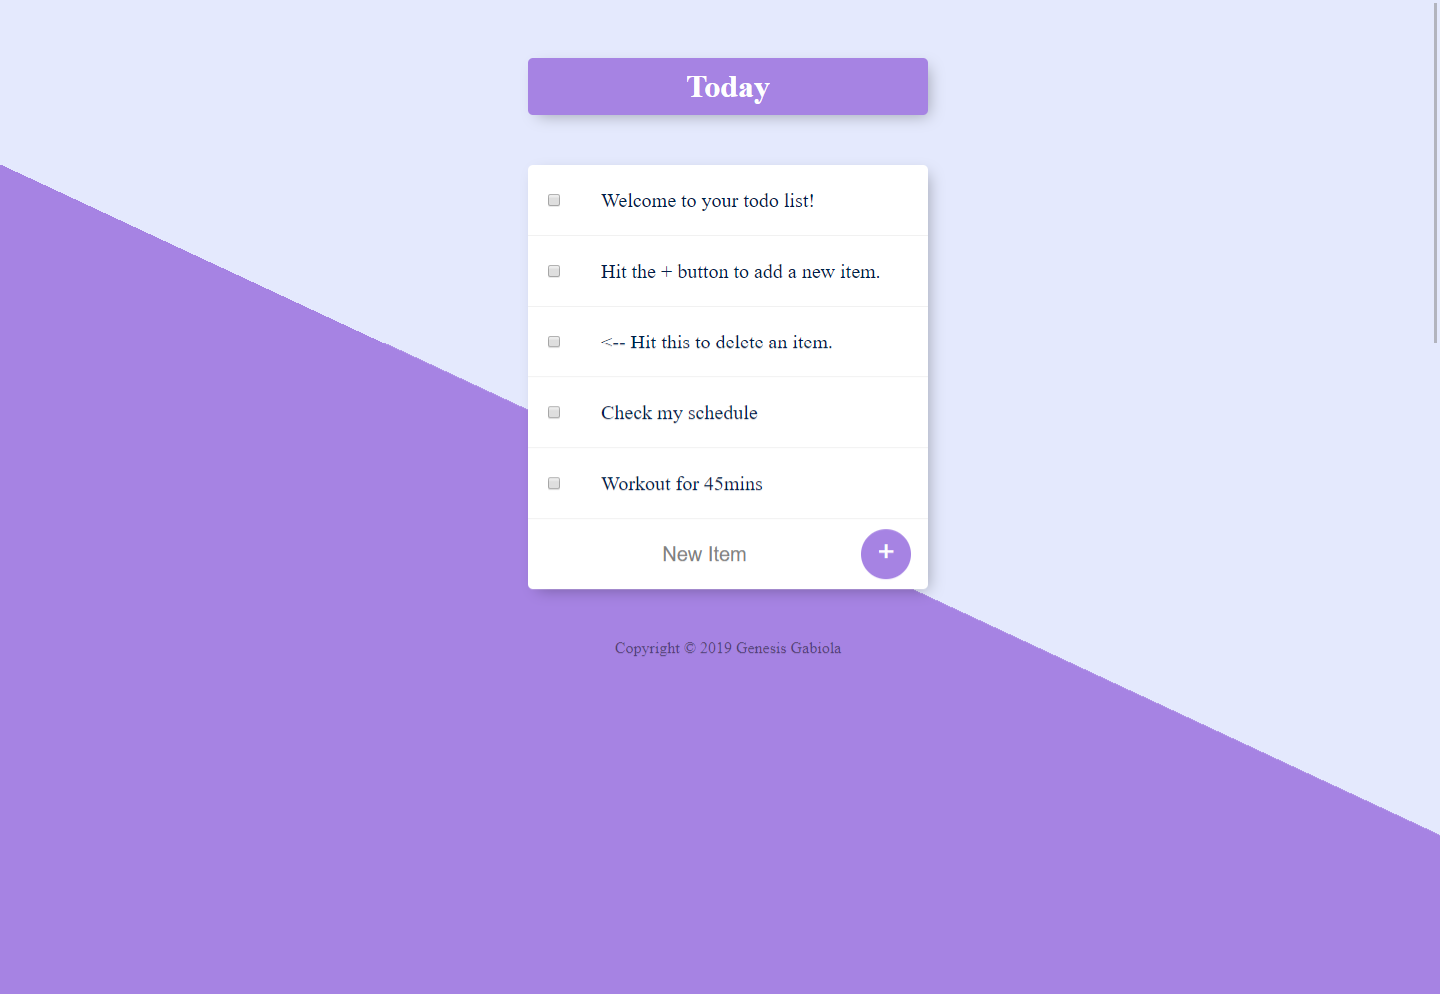 Today
Welcome to your todo list!
Hit the + button to add a new item.
<-- Hit this to delete an item.
Check my schedule
Workout for 45mins
New Item
+
Copyright © 2019 Genesis Gabiola